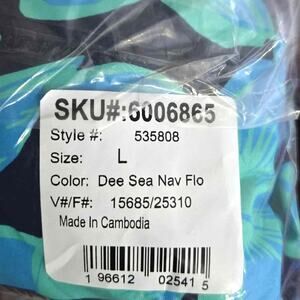 SKU#:6006865
Style #: 535808
Size: L
Color: Dee Sea Nav Flo
V#/F#: 15685/25310
Made In Cambodia
1 96612 02541 5